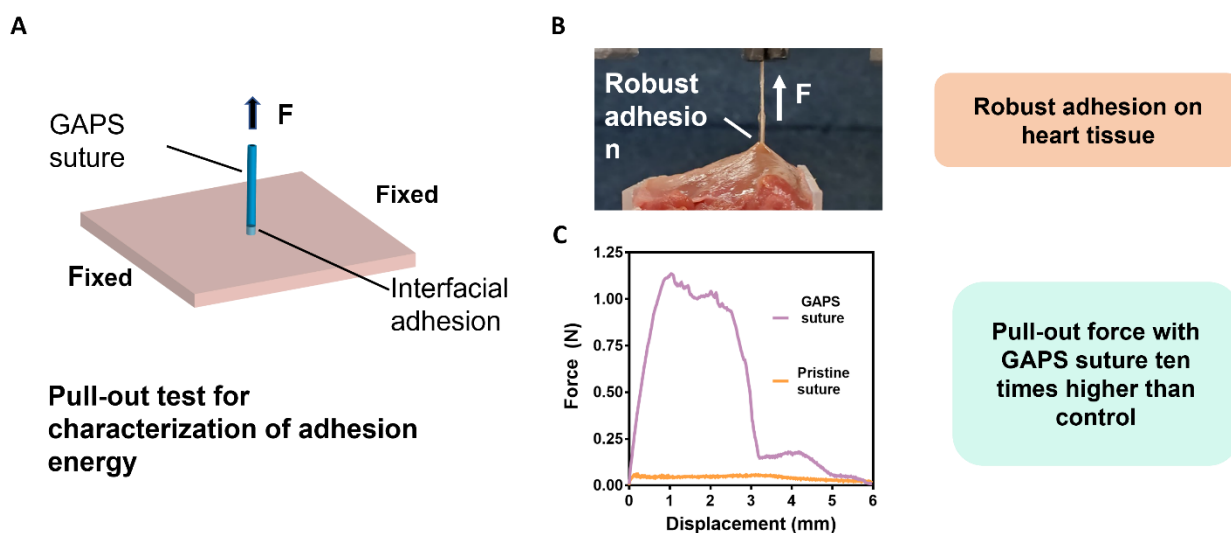 A
F
GAPS
suture
Fixed
Fixed
Interfacial
adhesion
Pull-out test for
characterization of adhesion
energy
B
Robust
adhesio
n
F
Robust adhesion on
heart tissue
C
1.25
1.00
0.75
0.50
0.25
0.00
Force (N)
GAPS
suture
Pristine
suture
0 1 2 3 4 5 6
Displacement (mm)
Pull-out force with
GAPS suture ten
times higher than
control